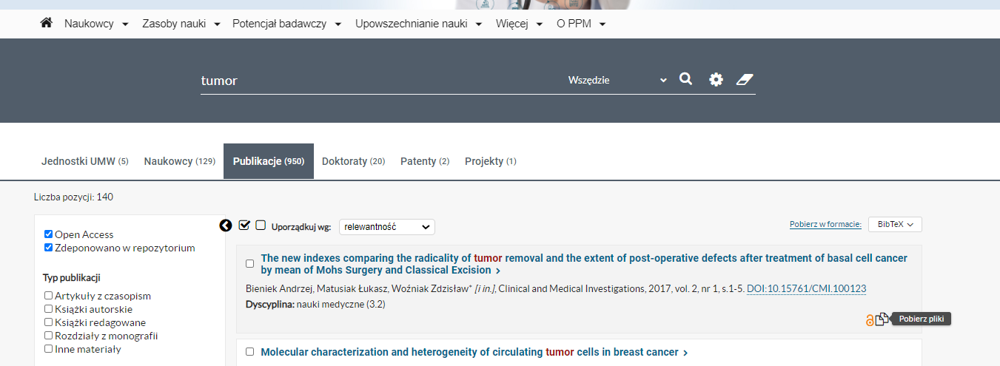 Naukowcy Zasoby nauki Potencjał badawczy Upowszechnianie nauki Więcej O PPM
tumor Wszędzie
Jednostki UMW (5) Naukowcy (129) Publikacje (950) Doktoraty (20) Patenty (2) Projekty (1)
Liczba pozycji: 140
Open Access
Zdeponowano w repozytorium
Typ publikacji
Artykuły z czasopism
Książki autorskie
Książki redagowane
Rozdziały z monografii
Inne materiały
Uporządkuj wg: relewantność
Pobierz w formacie: BibTeX
The new indexes comparing the radicality of tumor removal and the extent of post-operative defects after treatment of basal cell cancer
by mean of Mohs Surgery and Classical Excision
Bieniek Andrzej, Matusiak Łukasz, Woźniak Zdzisław* [i in.], Clinical and Medical Investigations, 2017, vol. 2, nr 1, s.1-5. DOI:10.15761/CMI.100123
Dyscyplina: nauki medyczne (3.2)
Pobierz pliki
Molecular characterization and heterogeneity of circulating tumor cells in breast cancer